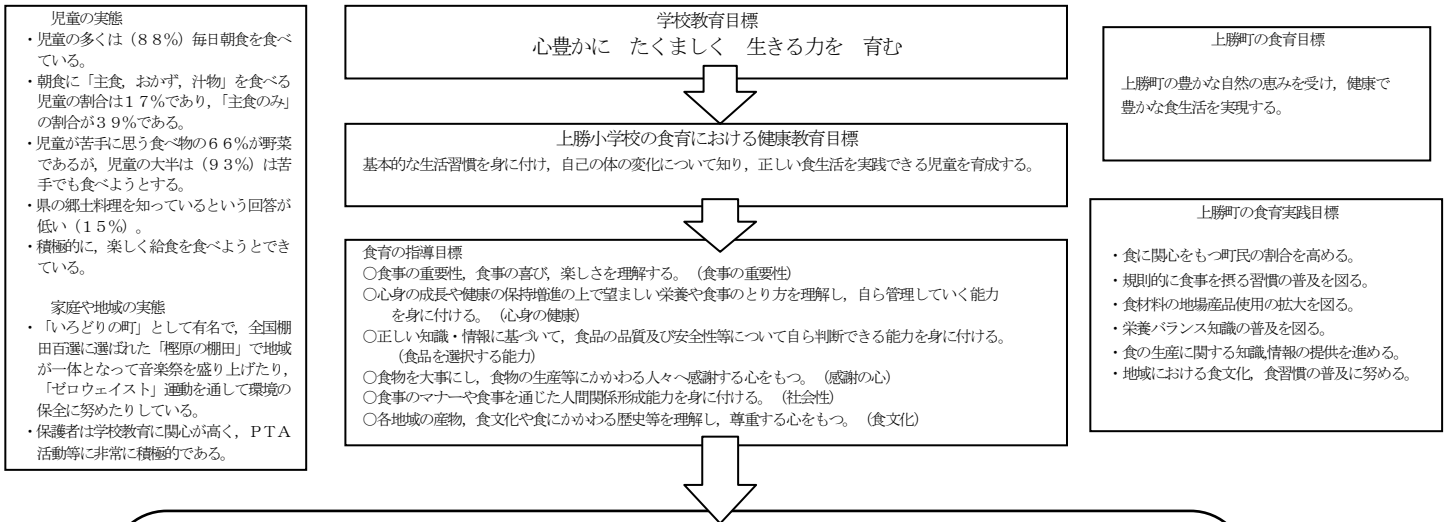 児童の実態
・児童の多くは（８８％）毎日朝食を食べ
ている。
・朝食に「主食，おかず，汁物」を食べる
児童の割合は１７％であり，「主食のみ」
の割合が３９％である。
・児童が苦手に思う食べ物の６６％が野菜
であるが，児童の大半は（９３％）は苦
手でも食べようとする。
・県の郷土料理を知っているという回答が
低い（１５％）。
・積極的に，楽しく給食を食べようとでき
ている。
家庭や地域の実態
・「いろどりの町」として有名で，全国棚
田百選に選ばれた「樫原の棚田」で地域
が一体となって音楽祭を盛り上げたり，
「ゼロウェイスト」運動を通して環境の
保全に努めたりしている。
・保護者は学校教育に関心が高く，ＰＴＡ
活動等に非常に積極的である。
学校教育目標
心豊かに　たくましく　生きる力を　育む
上勝小学校の食育における健康教育目標
基本的な生活習慣を身に付け，自己の体の変化について知り，正しい食生活を実践できる児童を育成する。
食育の指導目標
○食事の重要性，食事の喜び，楽しさを理解する。（食事の重要性）
○心身の成長や健康の保持増進の上で望ましい栄養や食事のとり方を理解し，自ら管理していく能力
を身に付ける。（心身の健康）
○正しい知識・情報に基づいて，食品の品質及び安全性等について自ら判断できる能力を身に付ける。
（食品を選択する能力）
○食物を大事にし，食物の生産等にかかわる人々へ感謝する心をもつ。（感謝の心）
○食事のマナーや食事を通じた人間関係形成能力を身に付ける。（社会性）
○各地域の産物，食文化や食にかかわる歴史等を理解し，尊重する心をもつ。（食文化）
上勝町の食育目標
上勝町の豊かな自然の恵みを受け，健康で
豊かな食生活を実現する。
上勝町の食育実践目標
・食に関心をもつ町民の割合を高める。
・規則的に食事を摂る習慣の普及を図る。
・食材料の地場産品使用の拡大を図る。
・栄養バランス知識の普及を図る。
・食の生産に関する知識,情報の提供を進める。
・地域における食文化，食習慣の普及に努める。